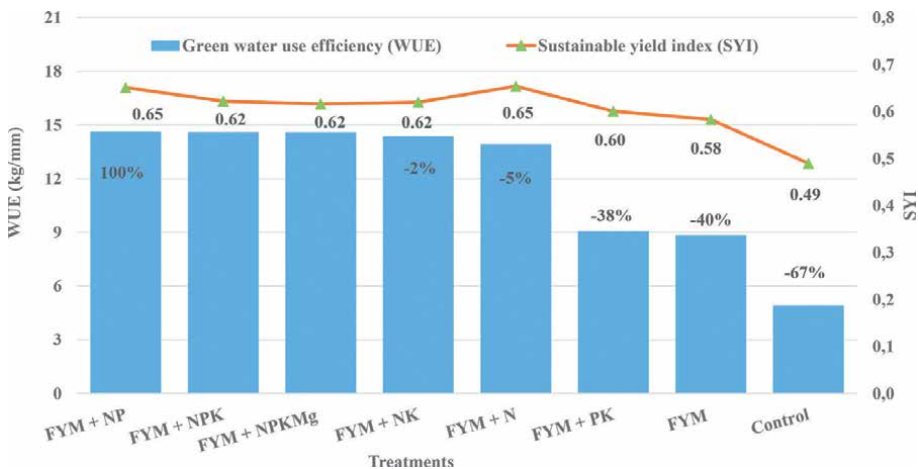 21
18
15
12
9
6
3
0
WUE (kg/mm)
Green water use efficiency (WUE)
Sustainable yield index (SYI)
0.65
0.62
0.62
0.62
0.65
0.60
0.58
0.49
100%
-2%
-5%
-38%
-40%
-67%
0,8
0,7
0,6
0,5
0,4
0,3
0,2
0,1
0,0
SYI
FYM + NP
FYM + NPK
FYM + NPKMg
FYM + NK
FYM + N
FYM + PK
FYM
Control
Treatments